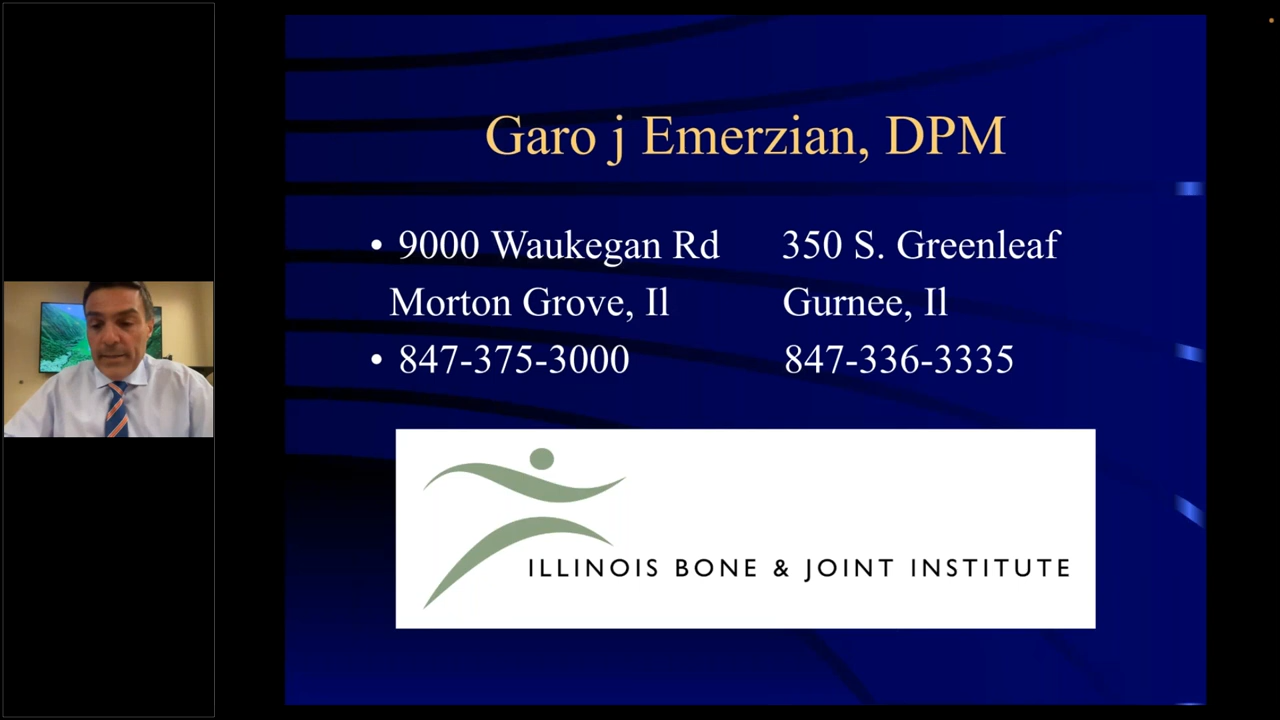 Garo j Emerzian, DPM
• 9000 Waukegan Rd 350 S. Greenleaf
Morton Grove, Il Gurnee, Il
• 847-375-3000 847-336-3335
ILLINOIS BONE & JOINT INSTITUTE